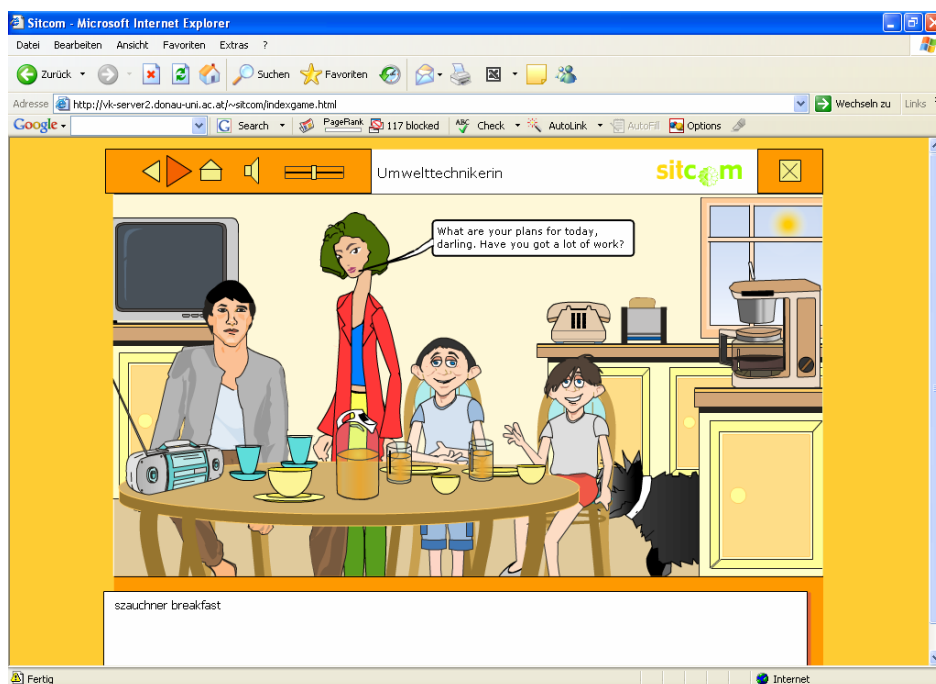 Sitcom - Microsoft Internet Explorer
Datei Bearbeiten Ansicht Favoriten Extras ?
Zurück Suchen Favoriten
Adresse http://vk-server2.donau-uni.ac.at/~sitcom/indexgame.html Wechseln zu Links
Google Search PageRank 117 blocked Check AutoLink AutoFill Options
Umwelttechnikerin sitcom
What are your plans for today,
darling. Have you got a lot of work?
szauchner breakfast
Fertig Internet